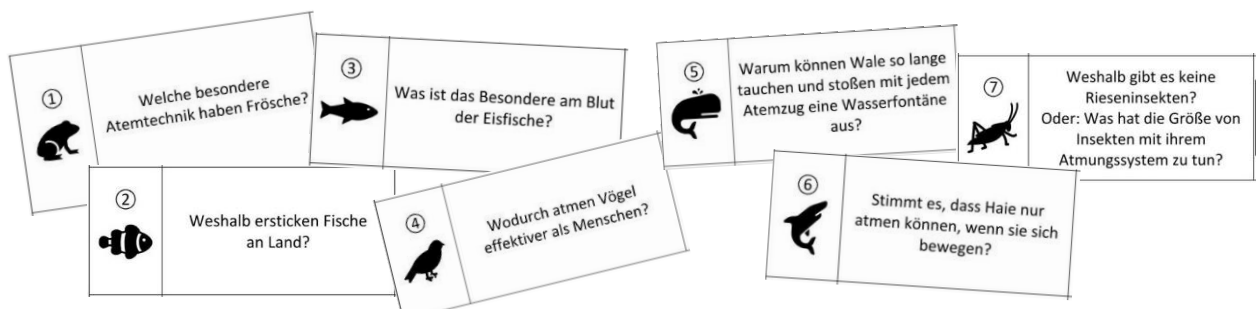 ①
Welche besondere
Atemtechnik haben Frösche?
②
Weshalb ersticken Fische
an Land?
③
Was ist das Besondere am Blut
der Eisfische?
④
Wodurch atmen Vögel
effektiver als Menschen?
⑤
Warum können Wale so lange
tauchen und stoßen mit jedem
Atemzug eine Wasserfontäne
aus?
⑥
Stimmt es, dass Haie nur
atmen können, wenn sie sich
bewegen?
⑦
Weshalb gibt es keine
Rieseninsekten?
Oder: Was hat die Größe von
Insekten mit ihrem
Atmungssystem zu tun?